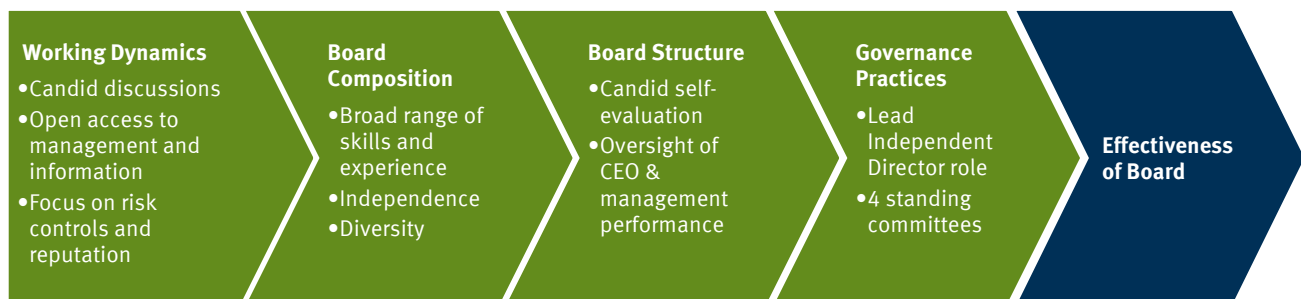 Working Dynamics
•Candid discussions
•Open access to
management and
information
•Focus on risk
controls and
reputation
Board
Composition
•Broad range of
skills and
experience
•Independence
•Diversity
Board Structure
•Candid self-
evaluation
•Oversight of
CEO &
management
performance
Governance
Practices
•Lead
Independent
Director role
•4 standing
committees
Effectiveness
of Board